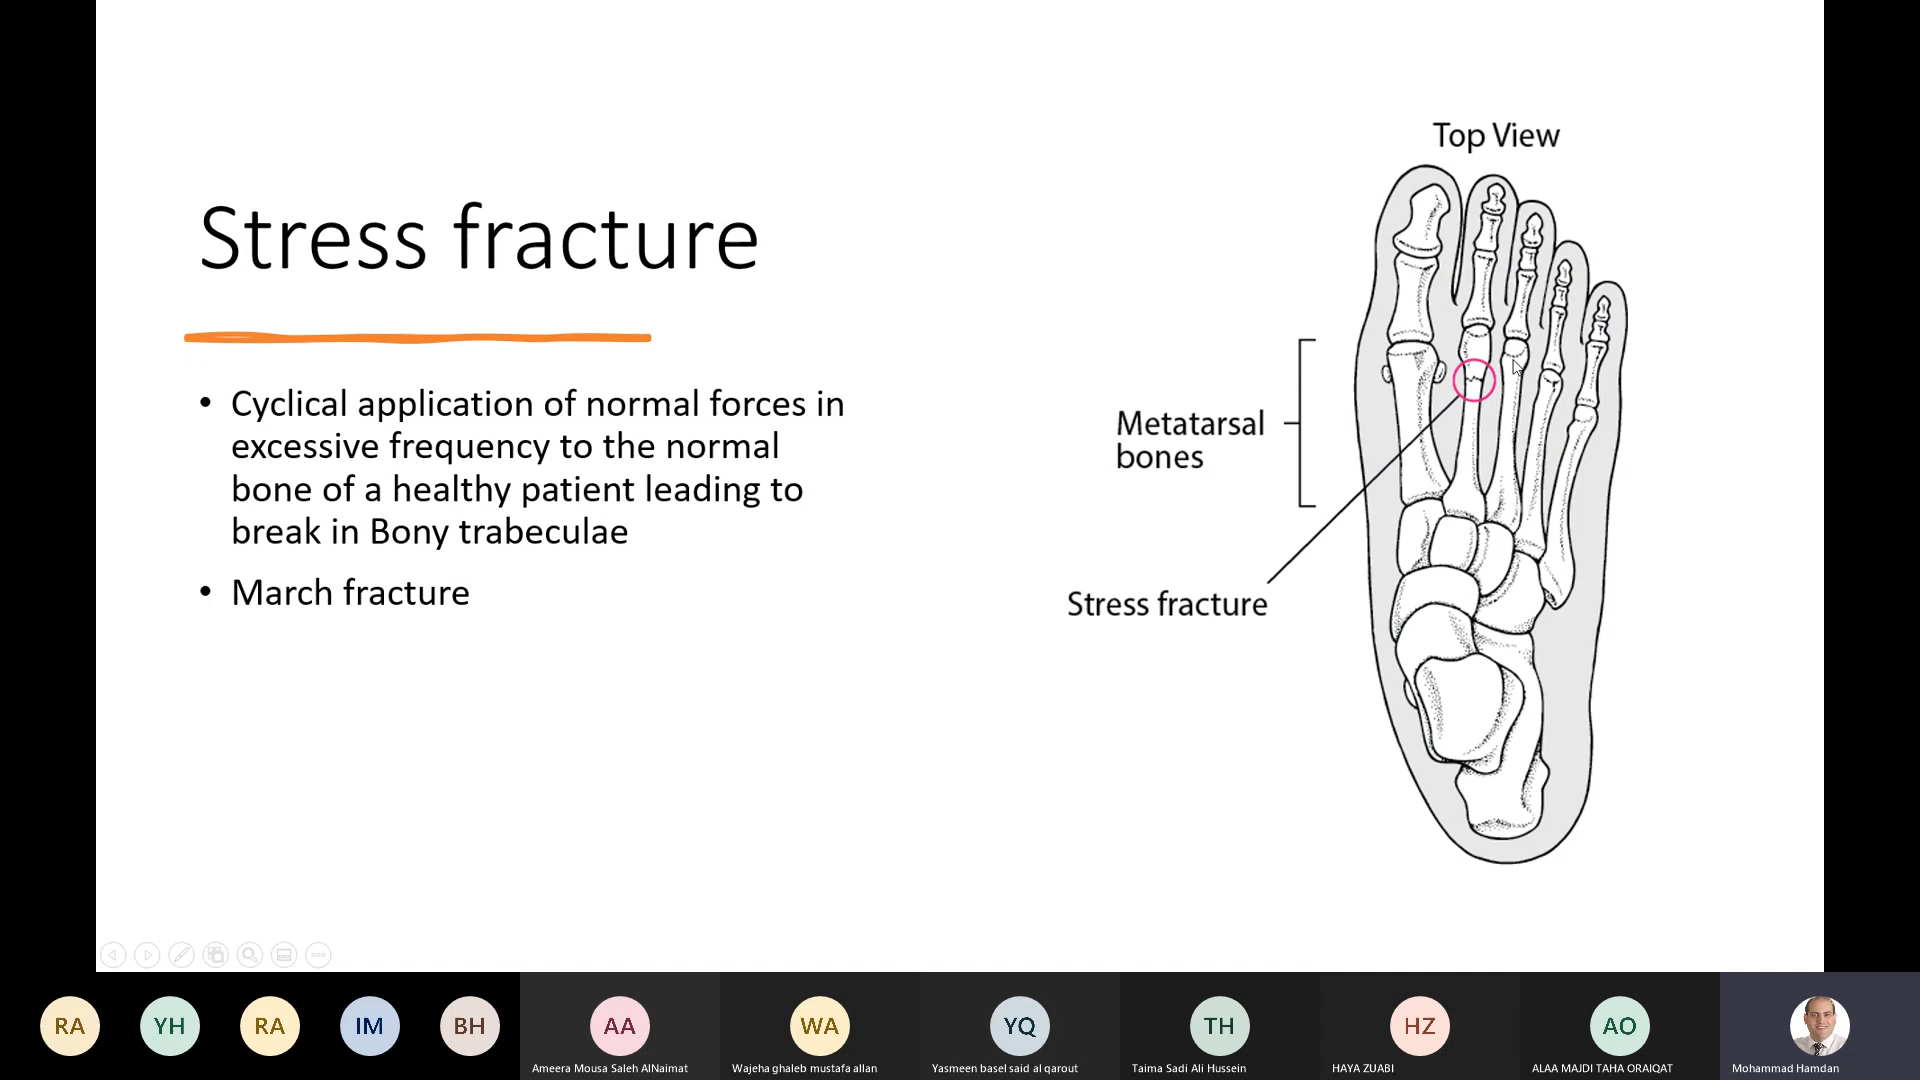 Top View
Stress fracture
• Cyclical application of normal forces in
excessive frequency to the normal
bone of a healthy patient leading to
break in Bony trabeculae
• March fracture
Metatarsal
bones
Stress fracture
RA
YH
RA
IM
BH
AA
WA
YQ
TH
HZ
AO
Ameera Mousa Saleh AlNaimat
Wajeha ghaleb mustafa allan
Yasmeen basel said al qarout
Taima Sadi Ali Hussein
HAYA ZUABI
ALAA MAJDI TAHA ORAIQAT
Mohammad Hamdan